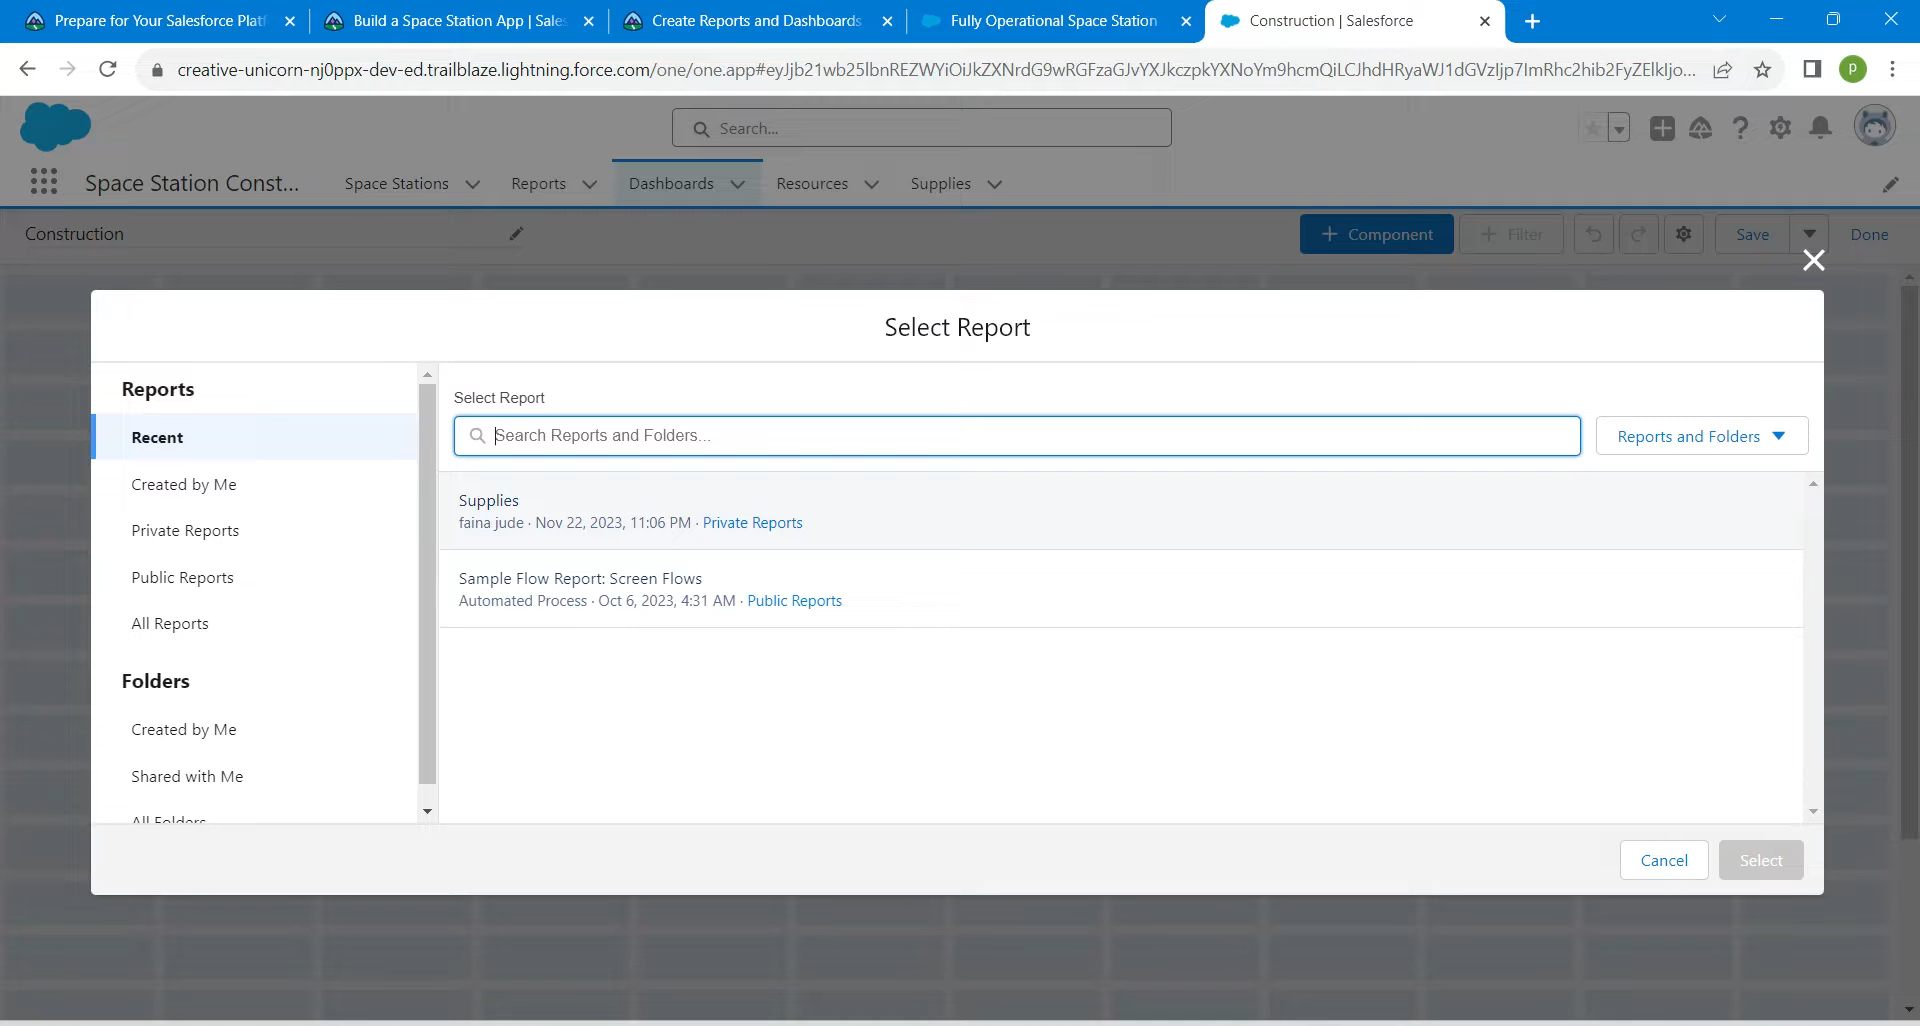 Prepare for Your Salesforce Platf
Build a Space Station App | Sales
Create Reports and Dashboards
Fully Operational Space Station
Construction | Salesforce
creative-unicorn-nj0ppx-dev-ed.trailblaze.lightning.force.com/one/one.app#eyJjb21wb25lbnREZWYiOiJkZXNrdG9wRGFzaGJvYXJkczpkYXNoYm9hcmQiLCJhdHRyaWJ1dGVzIjp7ImRhc2hib2FyZElkIjo...
P
Search...
Space Station Const...
Space Stations
Reports
Dashboards
Resources
Supplies
Construction
+ Component
+ Filter
Save
Done
Select Report
Reports
Recent
Created by Me
Private Reports
Public Reports
All Reports
Folders
Created by Me
Shared with Me
All Folders
Select Report
Search Reports and Folders...
Reports and Folders
Supplies
faina jude · Nov 22, 2023, 11:06 PM · Private Reports
Sample Flow Report: Screen Flows
Automated Process · Oct 6, 2023, 4:31 AM · Public Reports
Cancel
Select